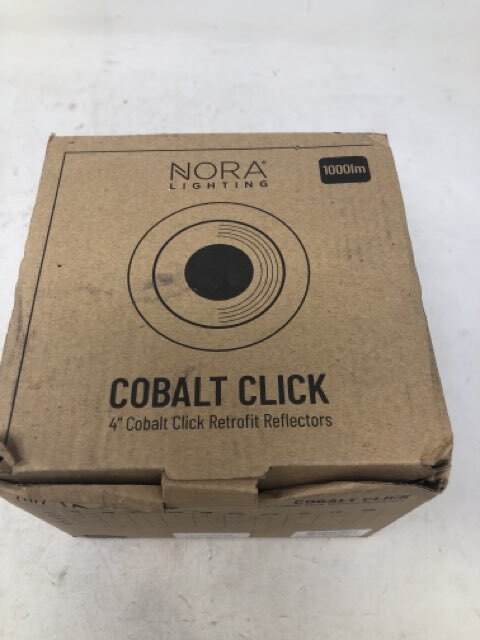 NORA®
LIGHTING
1000lm
COBALT CLICK
4" Cobalt Click Retrofit Reflectors
COBALT CLICK